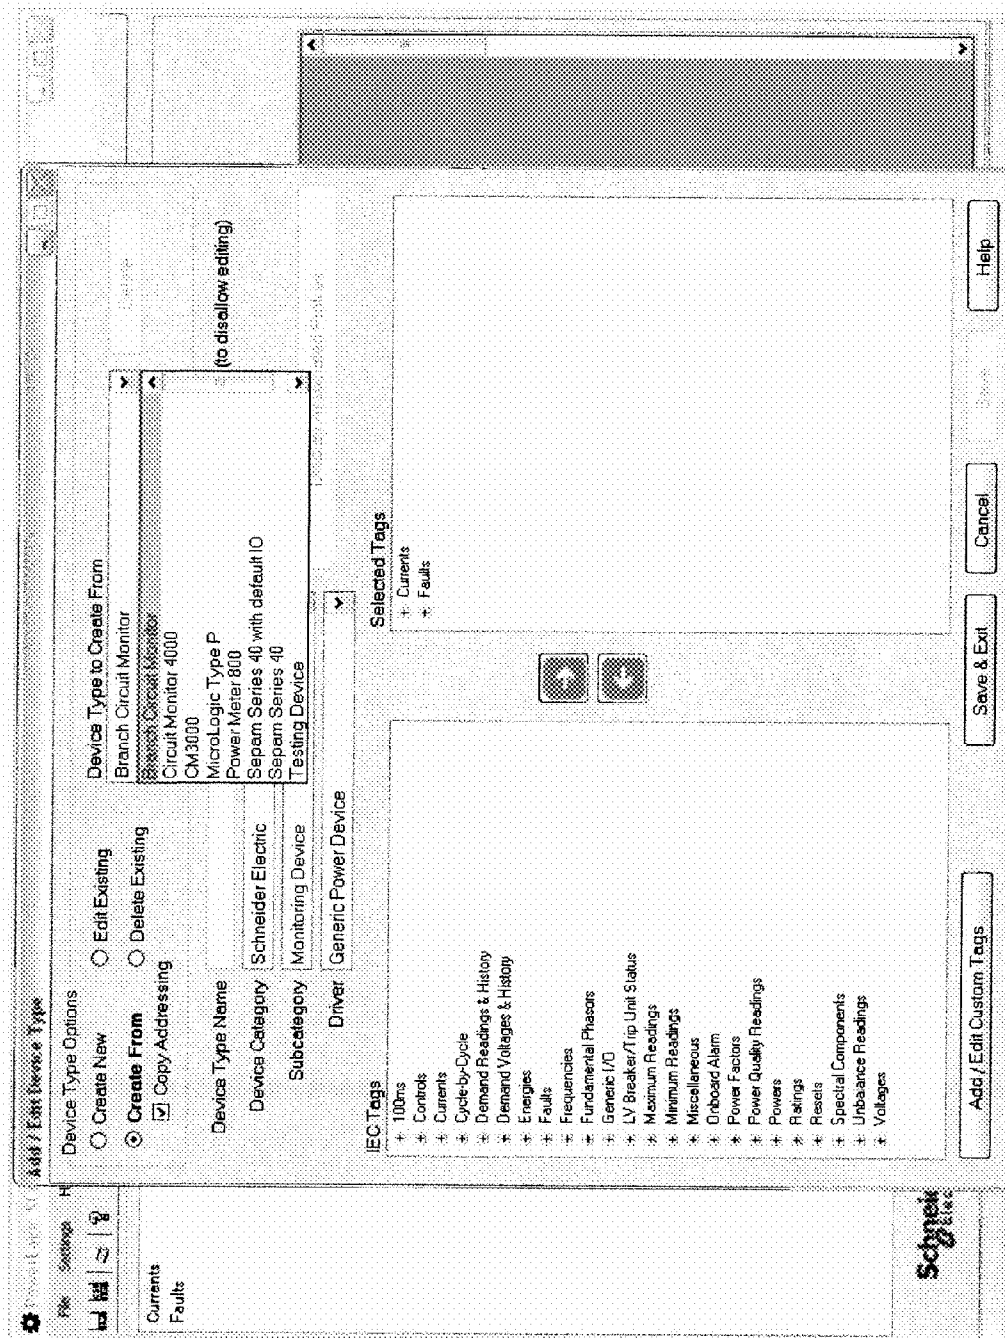 Add / Edit Device Type
File Settings H
Device Type Options
Create New
Edit Existing
Create From
Delete Existing
Copy Addressing
Device Type to Create From
Branch Circuit Monitor
Branch Circuit Monitor
Circuit Monitor 4000
CM3000
MicroLogic Type P
Power Meter 800
Sepam Series 40 with default IO
Sepam Series 40
Testing Device
Device Type Name
(to disallow editing)
Device Category Schneider Electric
Subcategory Monitoring Device
Driver Generic Power Device
Currents
Faults
IEC Tags
+ 100ms
+ Controls
+ Currents
+ Cycle-by-Cycle
+ Demand Readings & History
+ Demand Voltages & History
+ Energies
+ Faults
+ Frequencies
+ Fundamental Phasors
+ Generic I/O
+ LV Breaker/Trip Unit Status
+ Maximum Readings
+ Minimum Readings
+ Miscellaneous
+ Onboard Alarm
+ Power Factors
+ Power Quality Readings
+ Powers
+ Ratings
+ Resets
+ Spectral Components
+ Unbalance Readings
+ Voltages
Selected Tags
+ Currents
+ Faults
Add / Edit Custom Tags
Save & Exit
Cancel
Help
Schneid
Elec